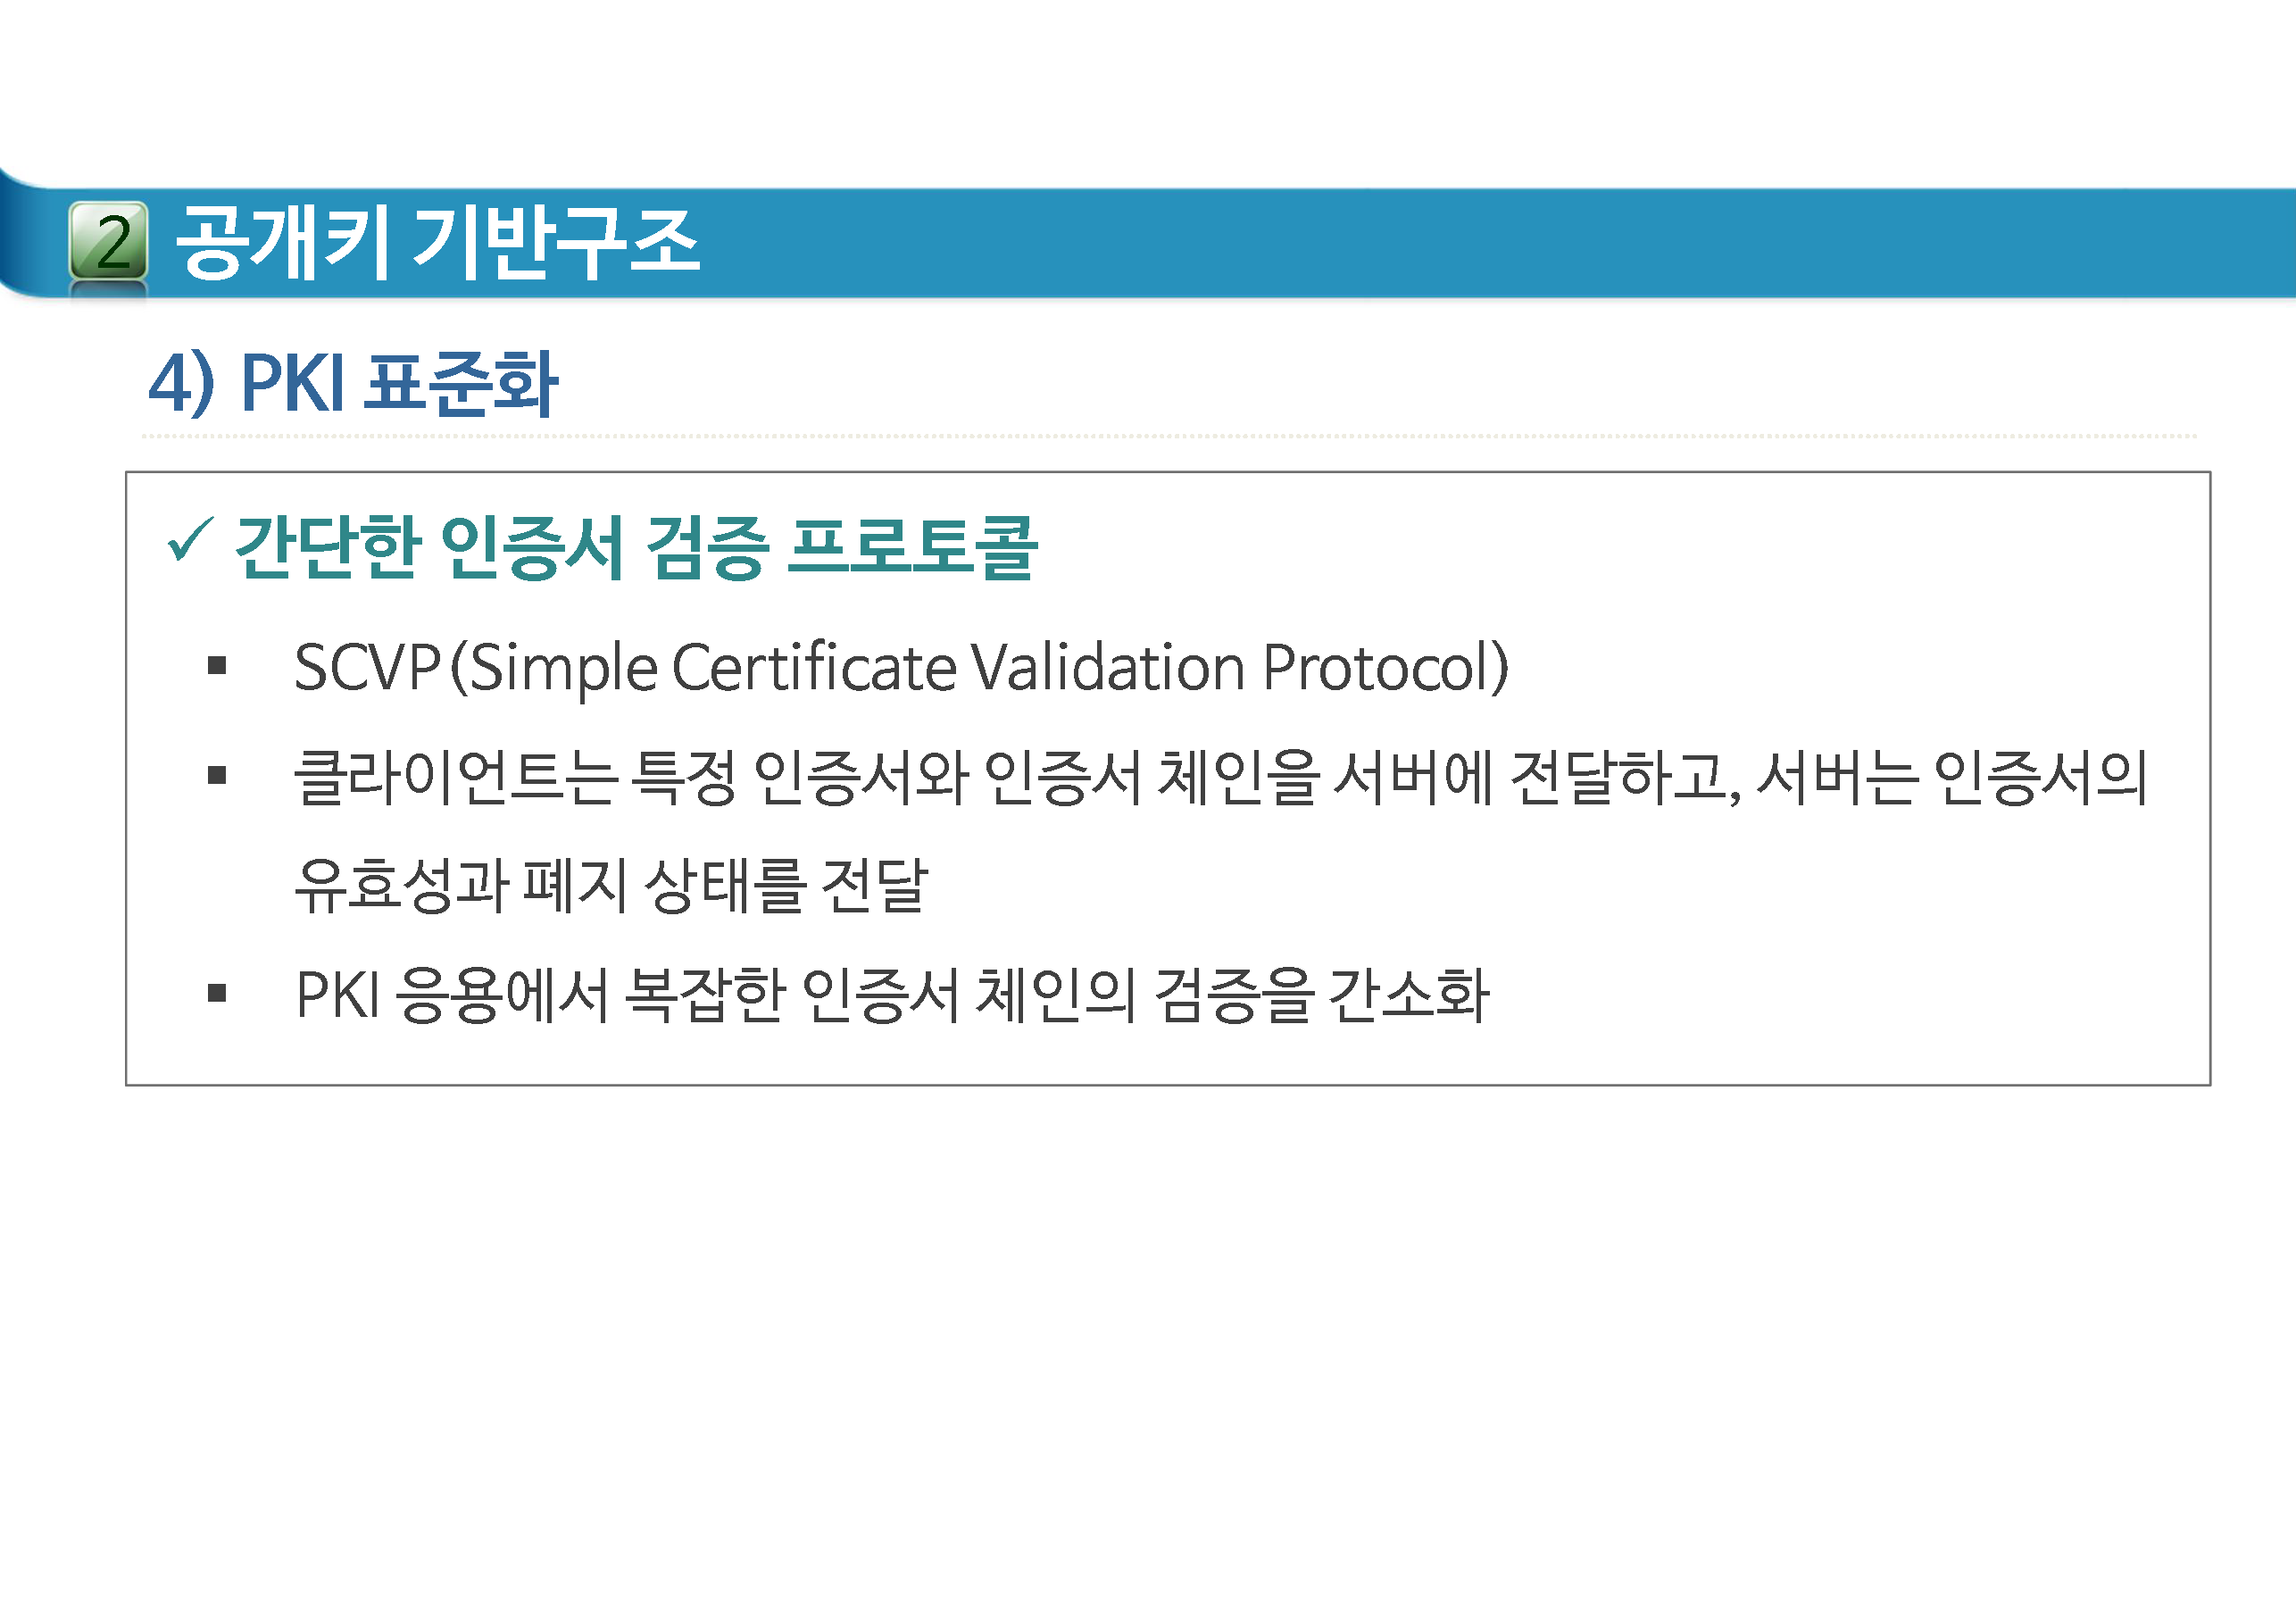 2 공개키 기반구조
4) PKI 표준화
✓ 간단한 인증서 검증 프로토콜
▪ SCVP(Simple Certificate Validation Protocol)
▪ 클라이언트는 특정 인증서와 인증서 체인을 서버에 전달하고, 서버는 인증서의
유효성과 폐지 상태를 전달
▪ PKI 응용에서 복잡한 인증서 체인의 검증을 간소화